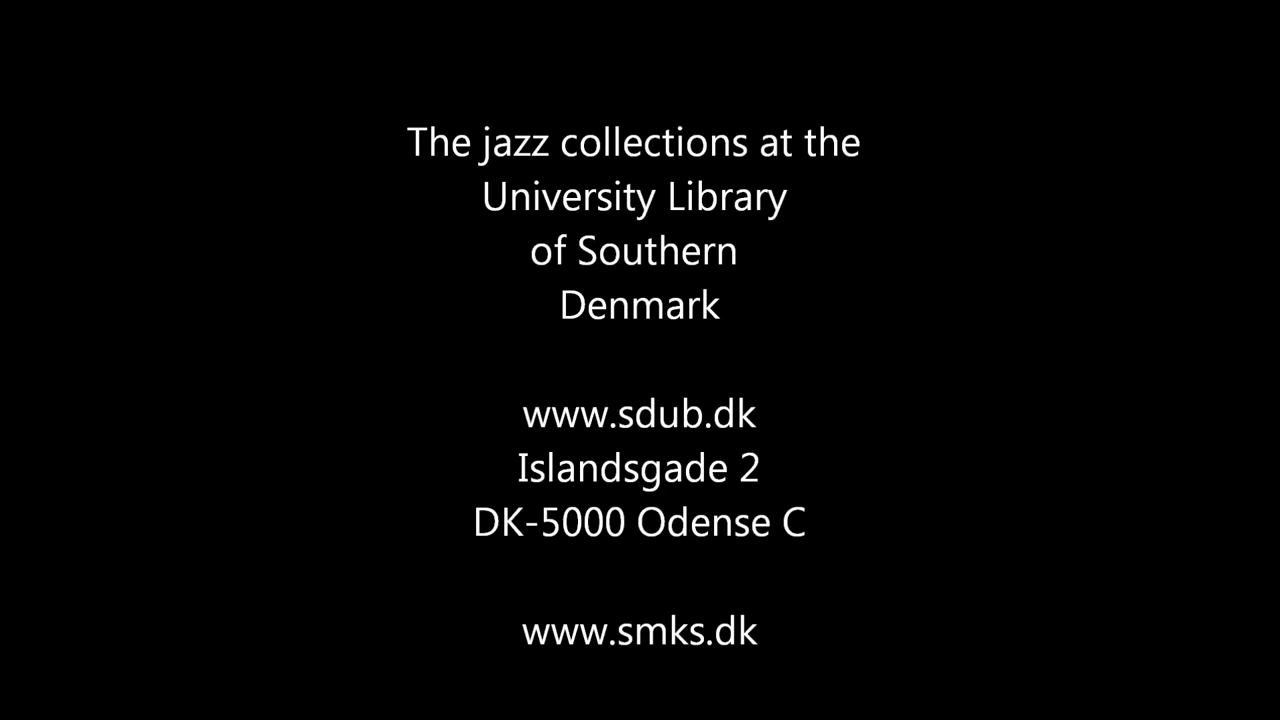 The jazz collections at the
University Library
of Southern
Denmark
www.sdub.dk
Islandsgade 2
DK-5000 Odense C
www.smks.dk